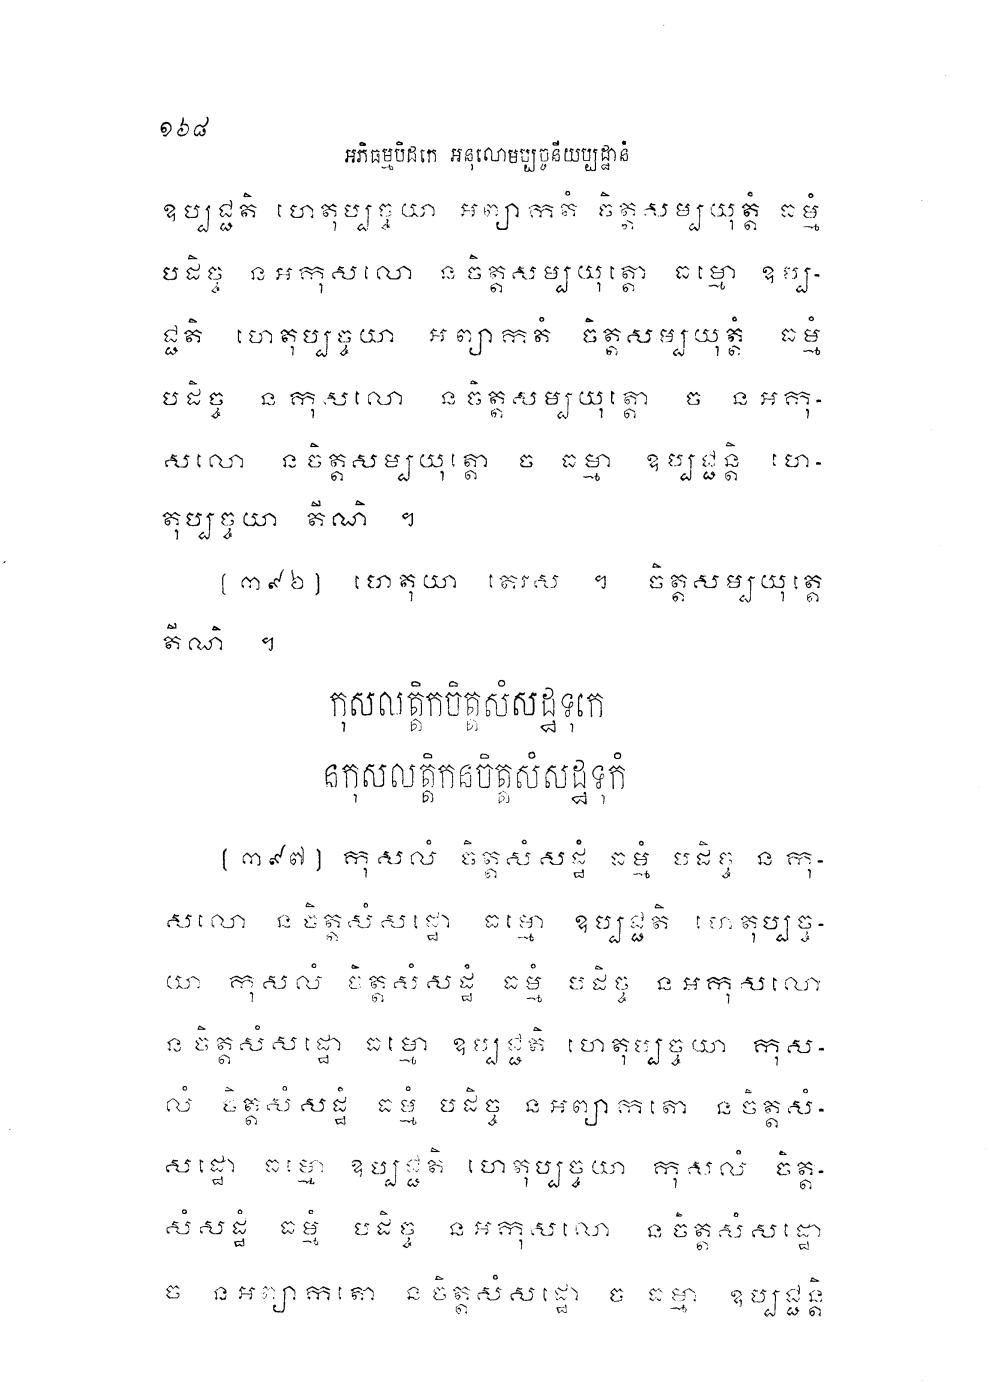 ១៦៨
អភិធម្មបិដកេ អនុលោមប្បច្ចនីយប្បដ្ឋានំ
ឧប្បជ្ជតិ ហេតុប្បច្ចយា អព្យាកតំ ចិត្តសម្បយុត្តំ ធម្មំ
បដិច្ច នអកុសលោ នចិត្តសម្បយុត្តោ ធម្មោ ឧប្ប-
ជ្ជតិ ហេតុប្បច្ចយា អព្យាកតំ ចិត្តសម្បយុត្តំ ធម្មំ
បដិច្ច នកុសលោ នចិត្តសម្បយុត្តោ ច នអកុ-
សលោ នចិត្តសម្បយុត្តោ ច ធម្មា ឧប្បជ្ជន្តិ ហេ-
តុប្បច្ចយា តីណិ ។
(៣៩៦) ហេតុយា តេរស ។ ចិត្តសម្បយុត្តេ
តីណិ ។
កុសលត្តិកចិត្តសំសដ្ឋទុកេ
នកុសលត្តិកនចិត្តសំសដ្ឋទុកំ
(៣៩៧) កុសលំ ចិត្តសំសដ្ឋំ ធម្មំ បដិច្ច នកុ-
សលោ នចិត្តសំសដ្ឋោ ធម្មោ ឧប្បជ្ជតិ ហេតុប្បច្ច-
យា កុសលំ ចិត្តសំសដ្ឋំ ធម្មំ បដិច្ច នអកុសលោ
នចិត្តសំសដ្ឋោ ធម្មោ ឧប្បជ្ជតិ ហេតុប្បច្ចយា កុស-
លំ ចិត្តសំសដ្ឋំ ធម្មំ បដិច្ច នអព្យាកតោ នចិត្តសំ-
សដ្ឋោ ធម្មោ ឧប្បជ្ជតិ ហេតុប្បច្ចយា កុសលំ ចិត្ត-
សំសដ្ឋំ ធម្មំ បដិច្ច នអកុសលោ នចិត្តសំសដ្ឋោ
ច នអព្យាកតោ នចិត្តសំសដ្ឋោ ច ធម្មា ឧប្បជ្ជន្តិ